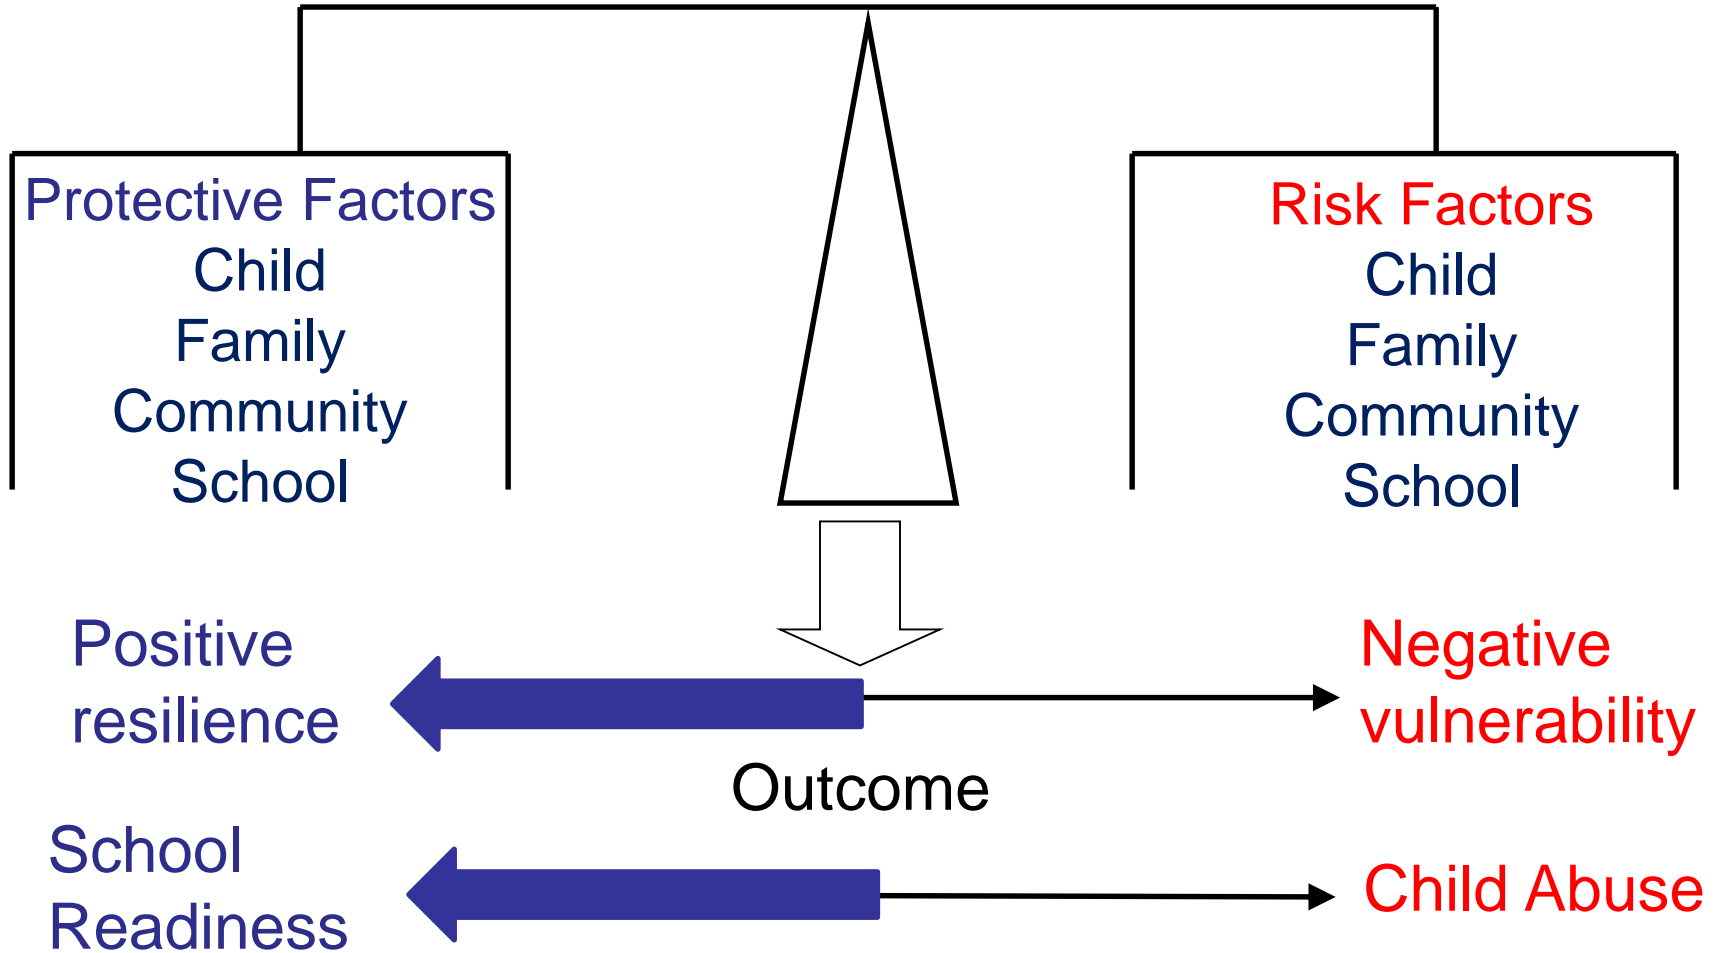 Protective Factors
Child
Family
Community
School
Risk Factors
Child
Family
Community
School
Positive
resilience
Negative
vulnerability
Outcome
School
Readiness
Child Abuse